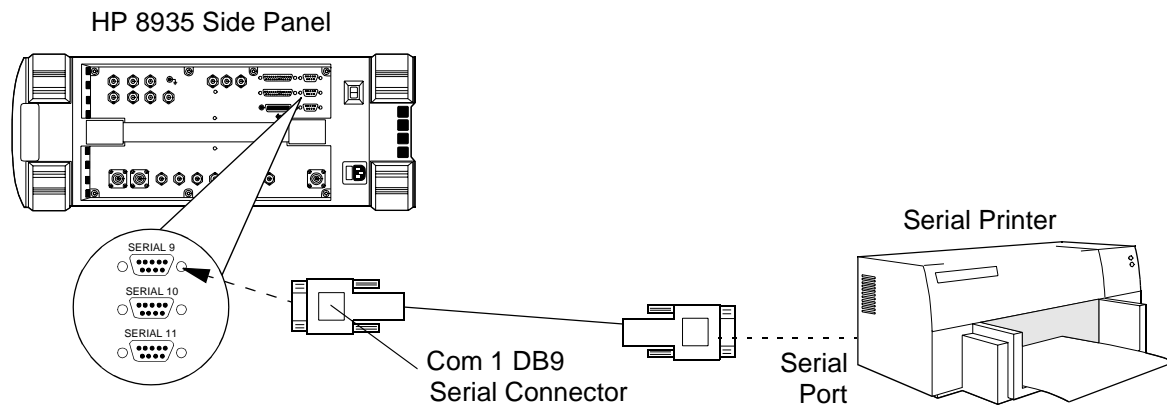 HP 8935 Side Panel
SERIAL 9
SERIAL 10
SERIAL 11
Com 1 DB9
Serial Connector
Serial Printer
Serial
Port